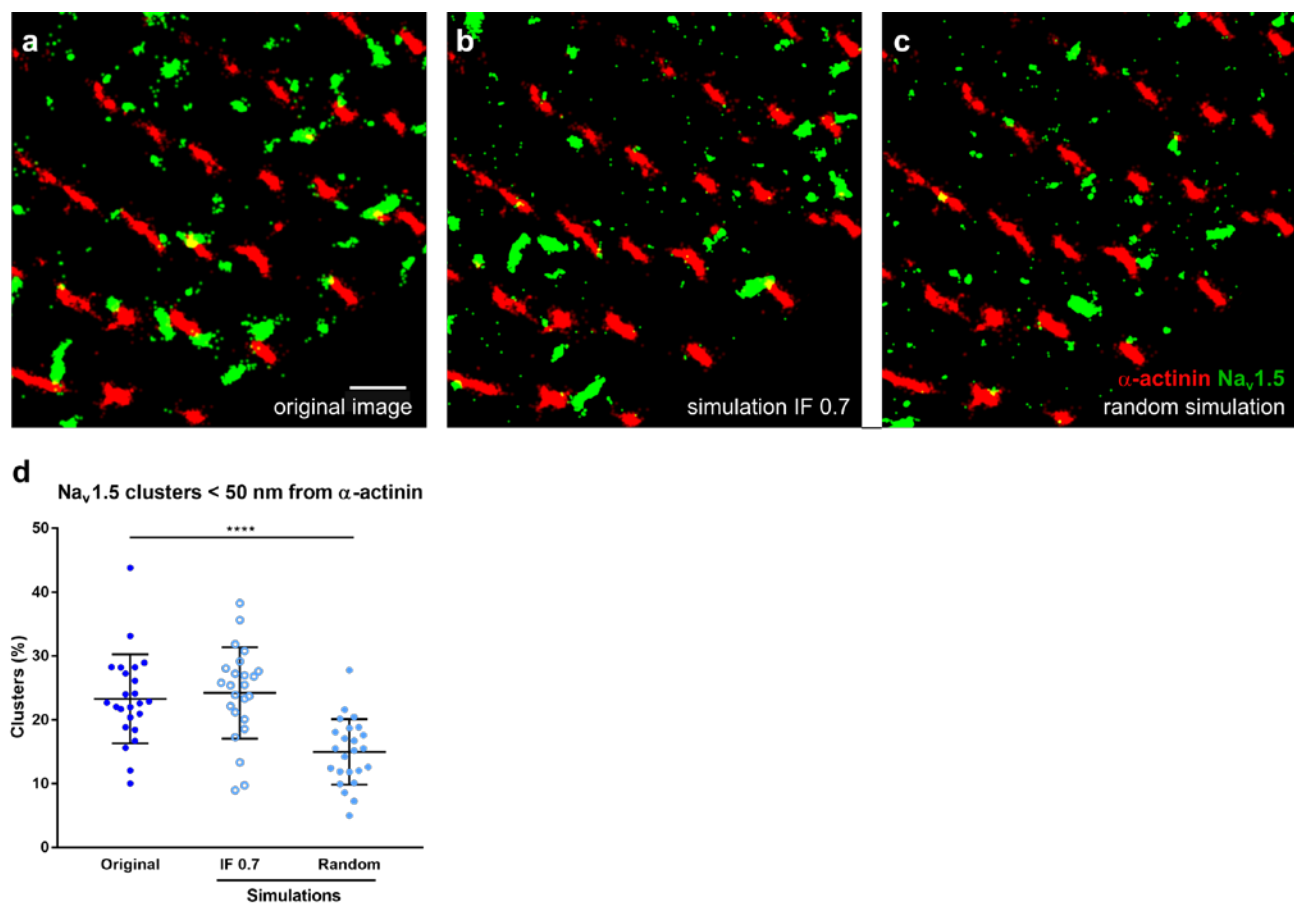 a
original image
b
simulation IF 0.7
c
α-actinin Nav1.5
random simulation
d
Nav1.5 clusters < 50 nm from α-actinin
****
Clusters (%)
50
40
30
20
10
0
Original
IF 0.7
Random
Simulations